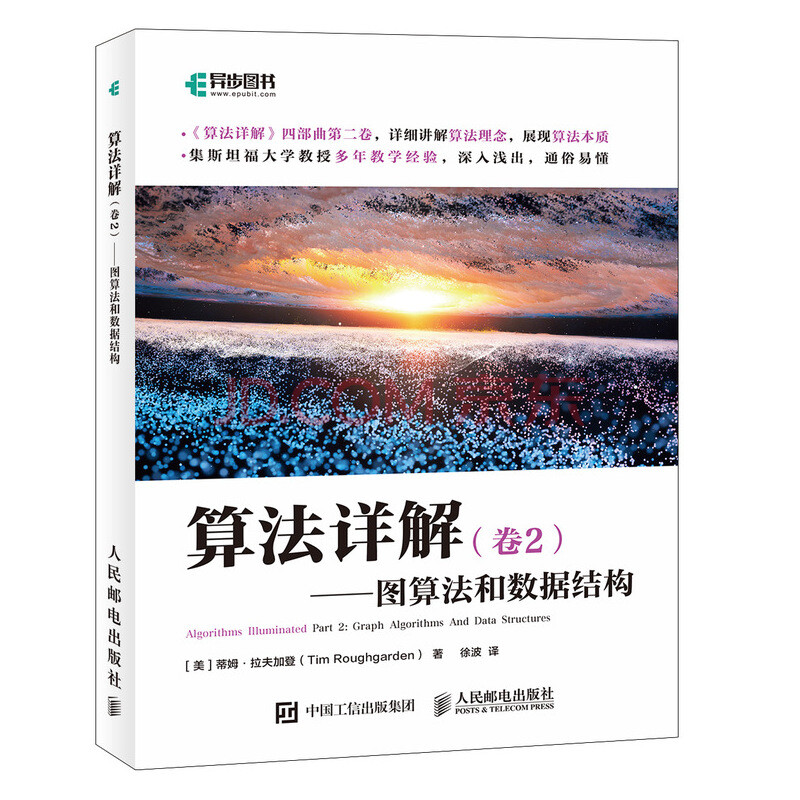 异步图书
www.epubit.com
•《算法详解》四部曲第二卷，详细讲解算法理念，展现算法本质
•集斯坦福大学教授多年教学经验，深入浅出，通俗易懂
JD.COM 京东
算法详解（卷2）
——图算法和数据结构
Algorithms Illuminated Part 2: Graph Algorithms And Data Structures
[美]蒂姆·拉夫加登（Tim Roughgarden） 著 徐波 译
中国工信出版集团
人民邮电出版社
POSTS & TELECOM PRESS
算法详解（卷2）——图算法和数据结构
人民邮电出版社